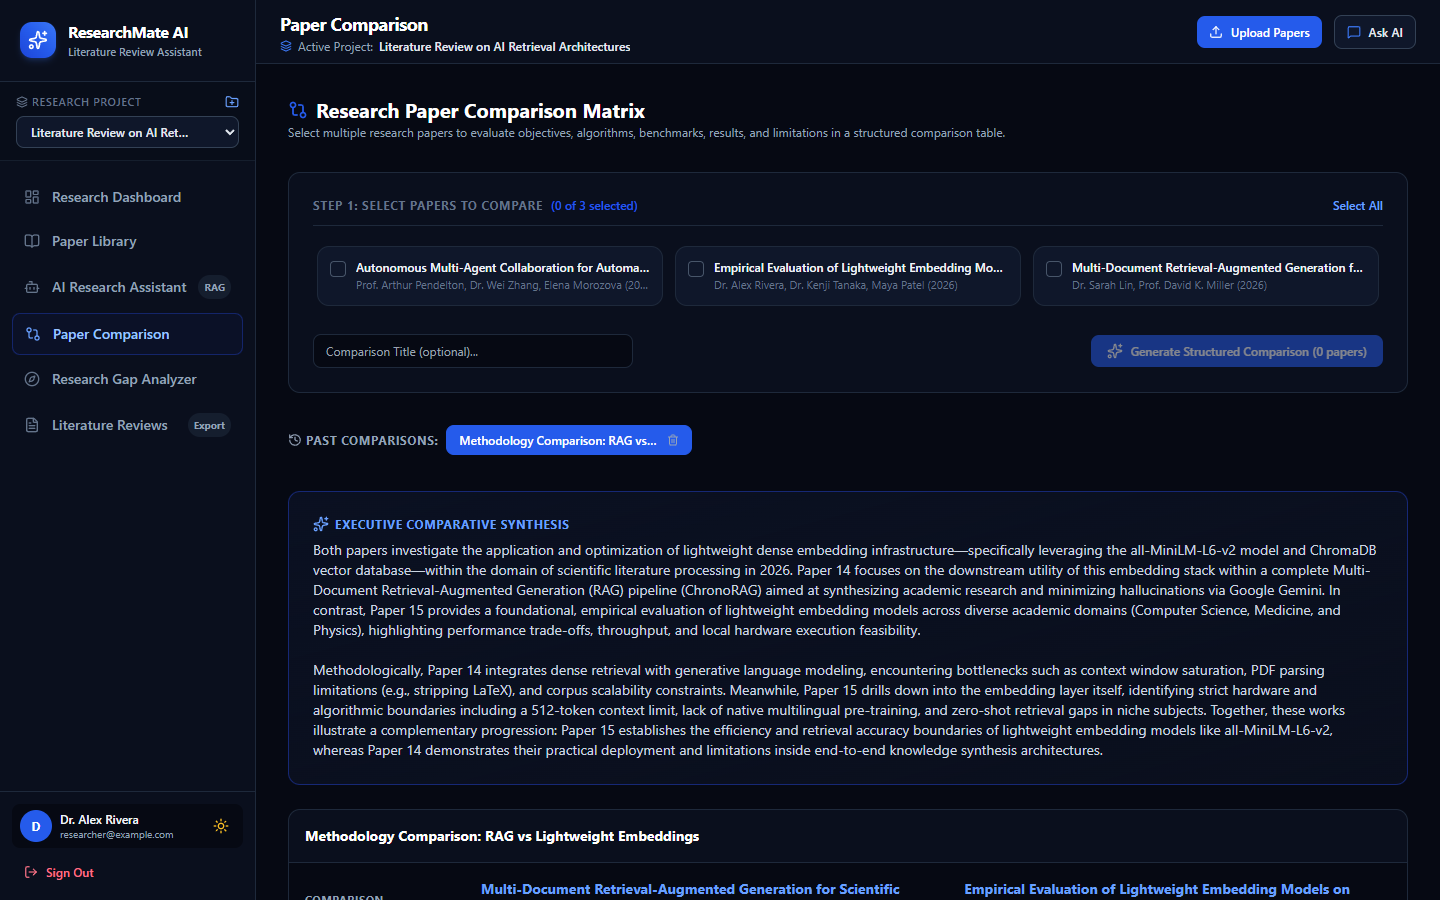 ResearchMate AI
Literature Review Assistant
RESEARCH PROJECT
Literature Review on AI Ret...
Research Dashboard
Paper Library
AI Research Assistant
RAG
Paper Comparison
Research Gap Analyzer
Literature Reviews
Export
D
Dr. Alex Rivera
researcher@example.com
Sign Out
Paper Comparison
Active Project: Literature Review on AI Retrieval Architectures
Upload Papers
Ask AI
Research Paper Comparison Matrix
Select multiple research papers to evaluate objectives, algorithms, benchmarks, results, and limitations in a structured comparison table.
STEP 1: SELECT PAPERS TO COMPARE (0 of 3 selected)
Select All
Autonomous Multi-Agent Collaboration for Automa...
Prof. Arthur Pendelton, Dr. Wei Zhang, Elena Morozova (20...
Empirical Evaluation of Lightweight Embedding Mo...
Dr. Alex Rivera, Dr. Kenji Tanaka, Maya Patel (2026)
Multi-Document Retrieval-Augmented Generation f...
Dr. Sarah Lin, Prof. David K. Miller (2026)
Comparison Title (optional)...
Generate Structured Comparison (0 papers)
PAST COMPARISONS:
Methodology Comparison: RAG vs...
EXECUTIVE COMPARATIVE SYNTHESIS
Both papers investigate the application and optimization of lightweight dense embedding infrastructure—specifically leveraging the all-MiniLM-L6-v2 model and ChromaDB
vector database—within the domain of scientific literature processing in 2026. Paper 14 focuses on the downstream utility of this embedding stack within a complete Multi-
Document Retrieval-Augmented Generation (RAG) pipeline (ChronoRAG) aimed at synthesizing academic research and minimizing hallucinations via Google Gemini. In
contrast, Paper 15 provides a foundational, empirical evaluation of lightweight embedding models across diverse academic domains (Computer Science, Medicine, and
Physics), highlighting performance trade-offs, throughput, and local hardware execution feasibility.
Methodologically, Paper 14 integrates dense retrieval with generative language modeling, encountering bottlenecks such as context window saturation, PDF parsing
limitations (e.g., stripping LaTeX), and corpus scalability constraints. Meanwhile, Paper 15 drills down into the embedding layer itself, identifying strict hardware and
algorithmic boundaries including a 512-token context limit, lack of native multilingual pre-training, and zero-shot retrieval gaps in niche subjects. Together, these works
illustrate a complementary progression: Paper 15 establishes the efficiency and retrieval accuracy boundaries of lightweight embedding models like all-MiniLM-L6-v2,
whereas Paper 14 demonstrates their practical deployment and limitations inside end-to-end knowledge synthesis architectures.
Methodology Comparison: RAG vs Lightweight Embeddings
COMPARISON
Multi-Document Retrieval-Augmented Generation for Scientific
Empirical Evaluation of Lightweight Embedding Models on